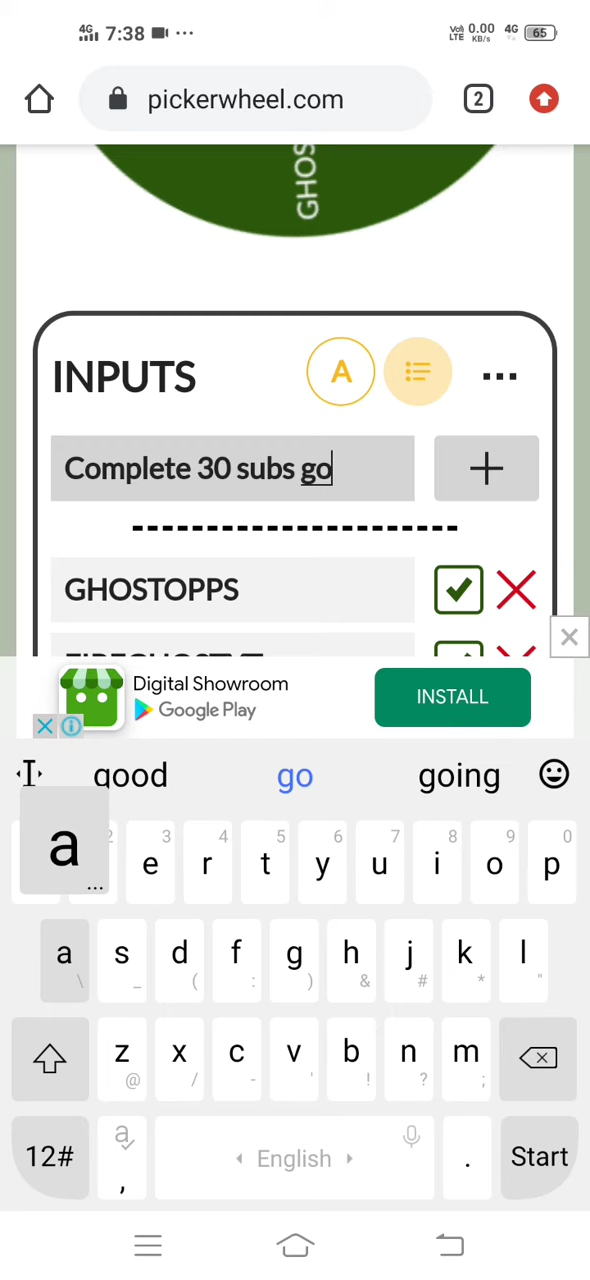 4G 7:38 ... VoI) LTE 0.00 KB/s 4G 65
pickerwheel.com 2
GHOS
INPUTS A ...
Complete 30 subs go +
GHOSTOPPS
Digital Showroom
Google Play
INSTALL
good go going
a ...
2 3 4 5 6 7 8 9 0
e r t y u i o p
a s d f g h j k l
\ _ ( : ) & # * "
z x c v b n m
@ / - ' ! ? ;
12# , English . Start